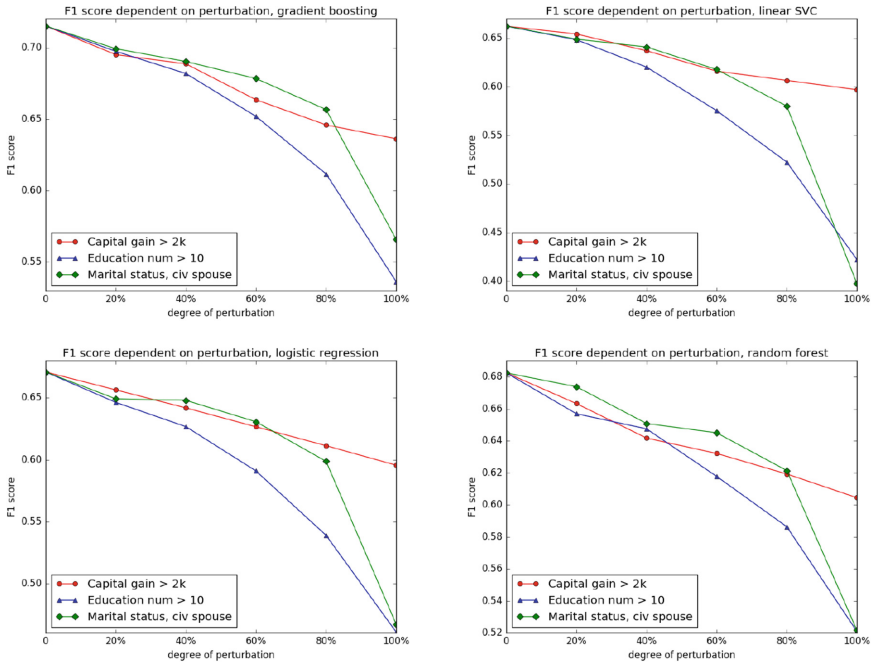 F1 score dependent on perturbation, gradient boosting
0.70
0.65
0.60
0.55
F1 score
Capital gain > 2k
Education num > 10
Marital status, civ spouse
0 20% 40% 60% 80% 100%
degree of perturbation
F1 score dependent on perturbation, linear SVC
0.65
0.60
0.55
0.50
0.45
0.40
F1 score
Capital gain > 2k
Education num > 10
Marital status, civ spouse
0 20% 40% 60% 80% 100%
degree of perturbation
F1 score dependent on perturbation, logistic regression
0.65
0.60
0.55
0.50
F1 score
Capital gain > 2k
Education num > 10
Marital status, civ spouse
0 20% 40% 60% 80% 100%
degree of perturbation
F1 score dependent on perturbation, random forest
0.68
0.66
0.64
0.62
0.60
0.58
0.56
0.54
0.52
F1 score
Capital gain > 2k
Education num > 10
Marital status, civ spouse
0 20% 40% 60% 80% 100%
degree of perturbation